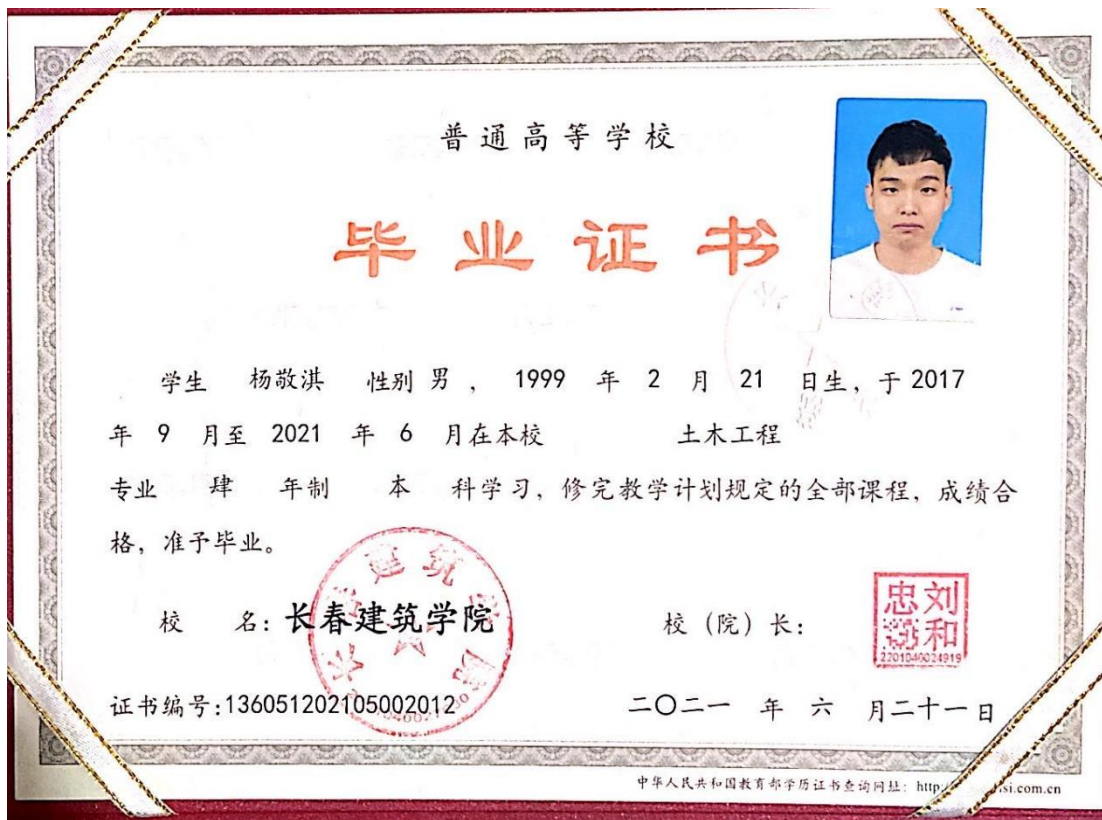 普通高等学校
毕业证书
学生 杨敬淇 性别 男 , 1999 年 2 月 21 日生, 于 2017
年 9 月至 2021 年 6 月在本校 土木工程
专业 肆 年制 本 科学习, 修完教学计划规定的全部课程, 成绩合
格, 准予毕业。
校 名: 长春建筑学院 校 (院) 长:
刘和忠印
2201040024919
证书编号:136051202105002012 二〇二一 年 六 月二十一日
中华人民共和国教育部学历证书查询网址: http:/ si.com.cn